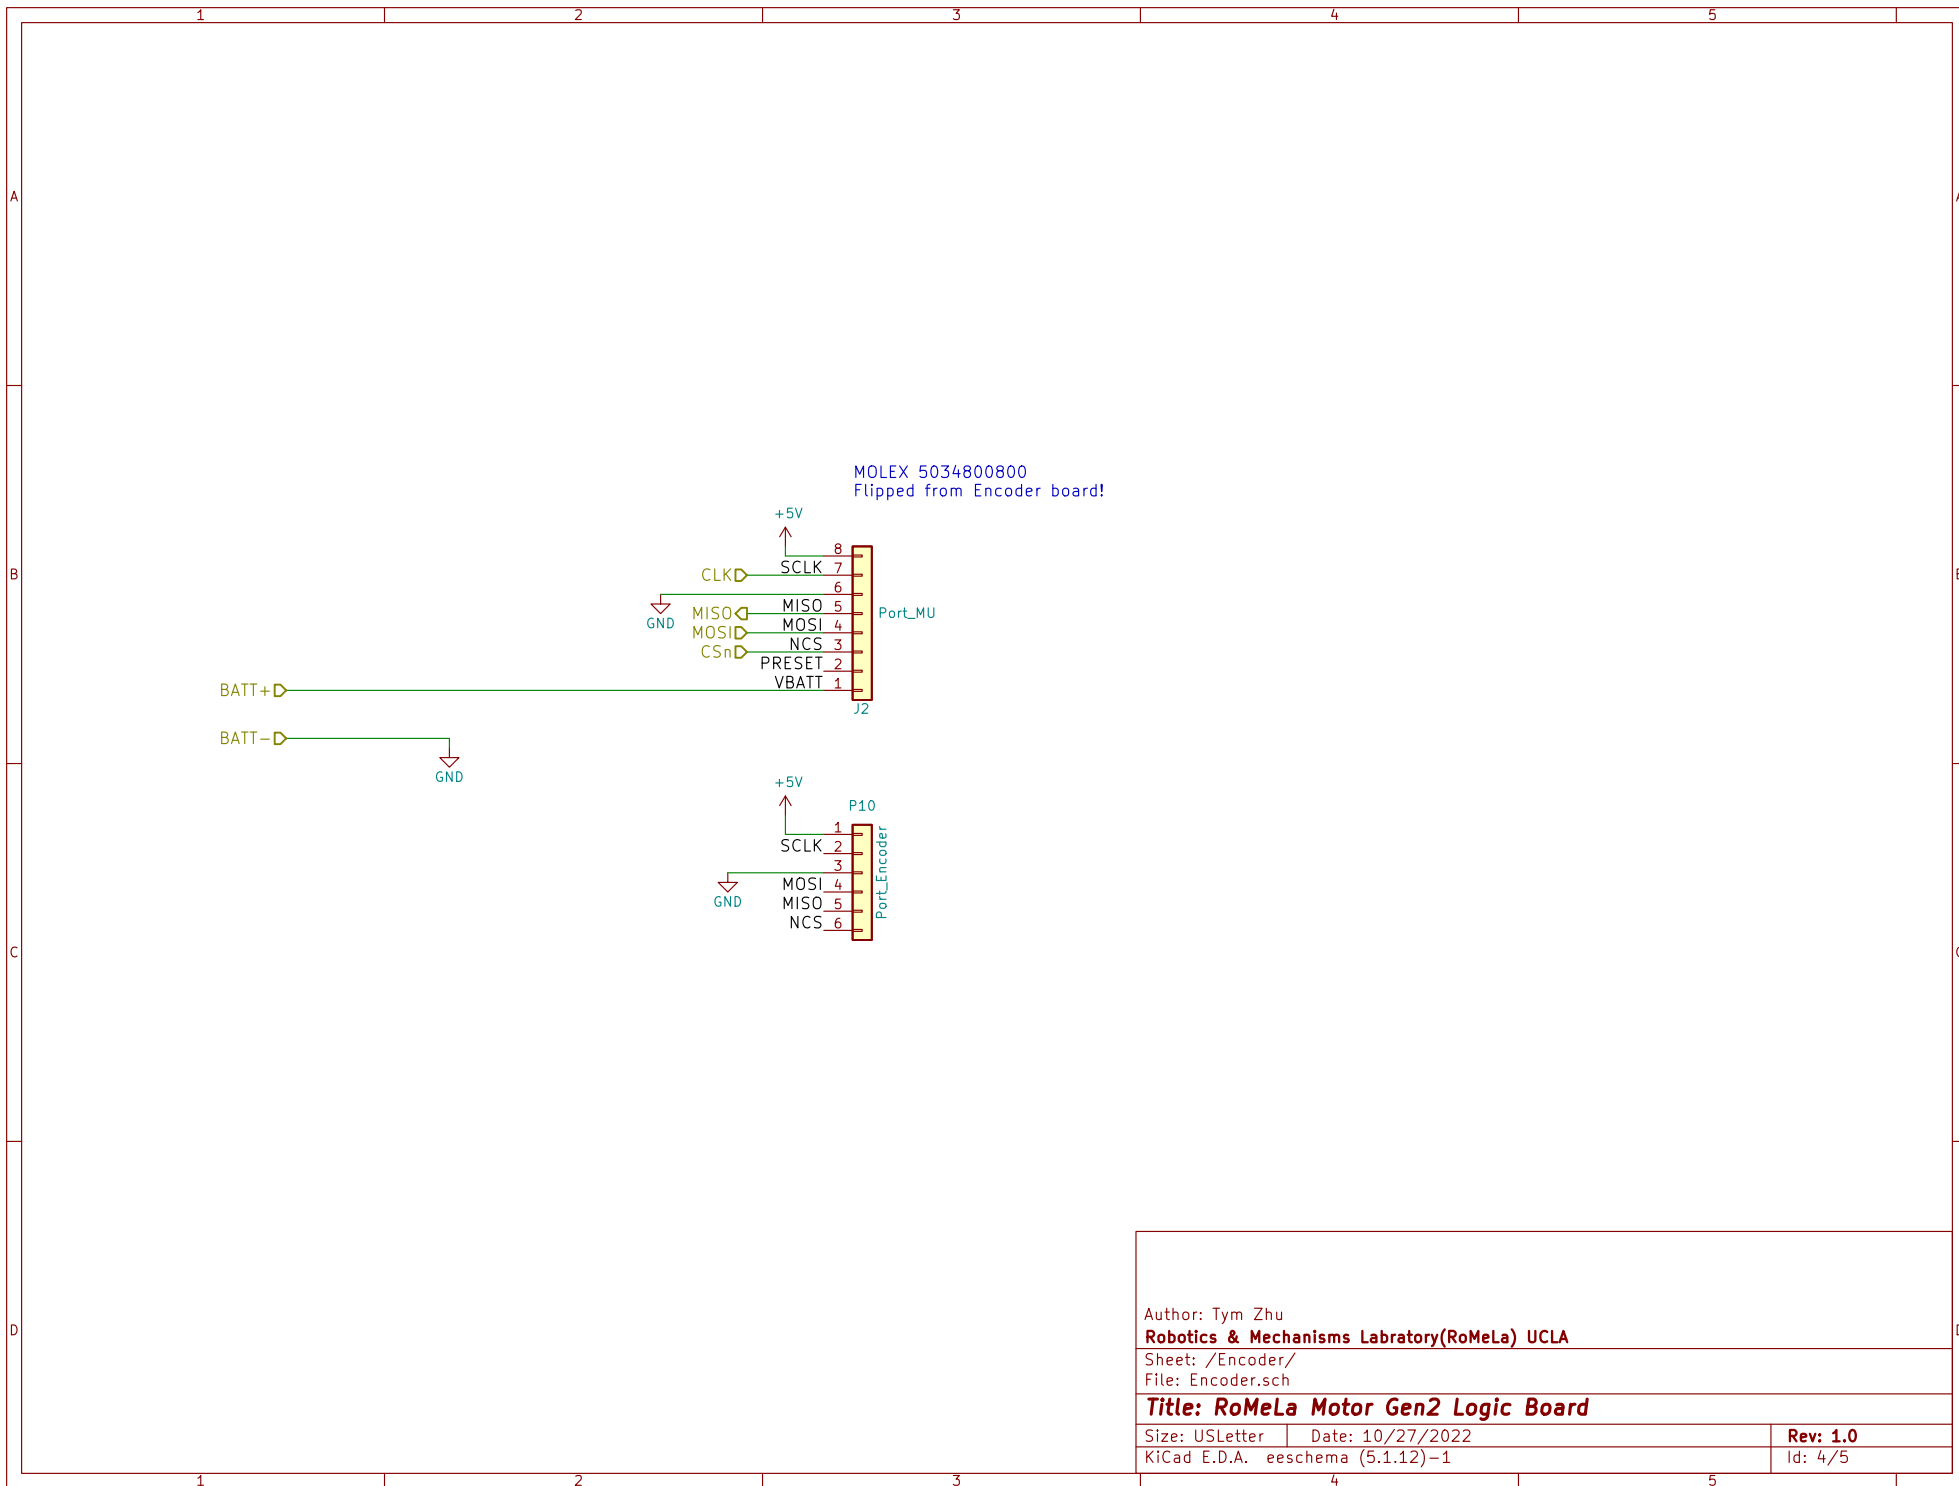 1 2 3 4 5
A
MOLEX 5034800800
Flipped from Encoder board!
+5V
8
B
CLK SCLK 7
6
GND
MISO MISO 5
Port_MU
MOSI MOSI 4
CSn NCS 3
PRESET 2
BATT+ VBATT 1
J2
BATT-
GND
+5V
P10
1
SCLK 2
3
GND
MOSI 4
MISO 5
NCS 6
Port_Encoder
C
D
Author: Tym Zhu
Robotics & Mechanisms Labratory(RoMeLa) UCLA
Sheet: /Encoder/
File: Encoder.sch
Title: RoMeLa Motor Gen2 Logic Board
Size: USLetter Date: 10/27/2022 Rev: 1.0
KiCad E.D.A. eeschema (5.1.12)-1 Id: 4/5
1 2 3 4 5